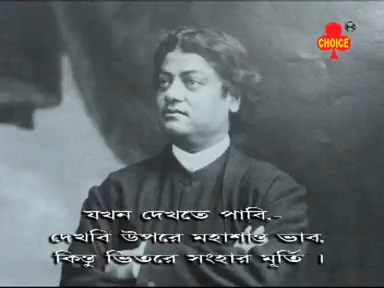 CHOICE
যখন দেখতে পাবি,-
দেখবি উপরে মহাশান্ত ভাব,
কিন্তু ভিতরে সংহার মূর্তি ।